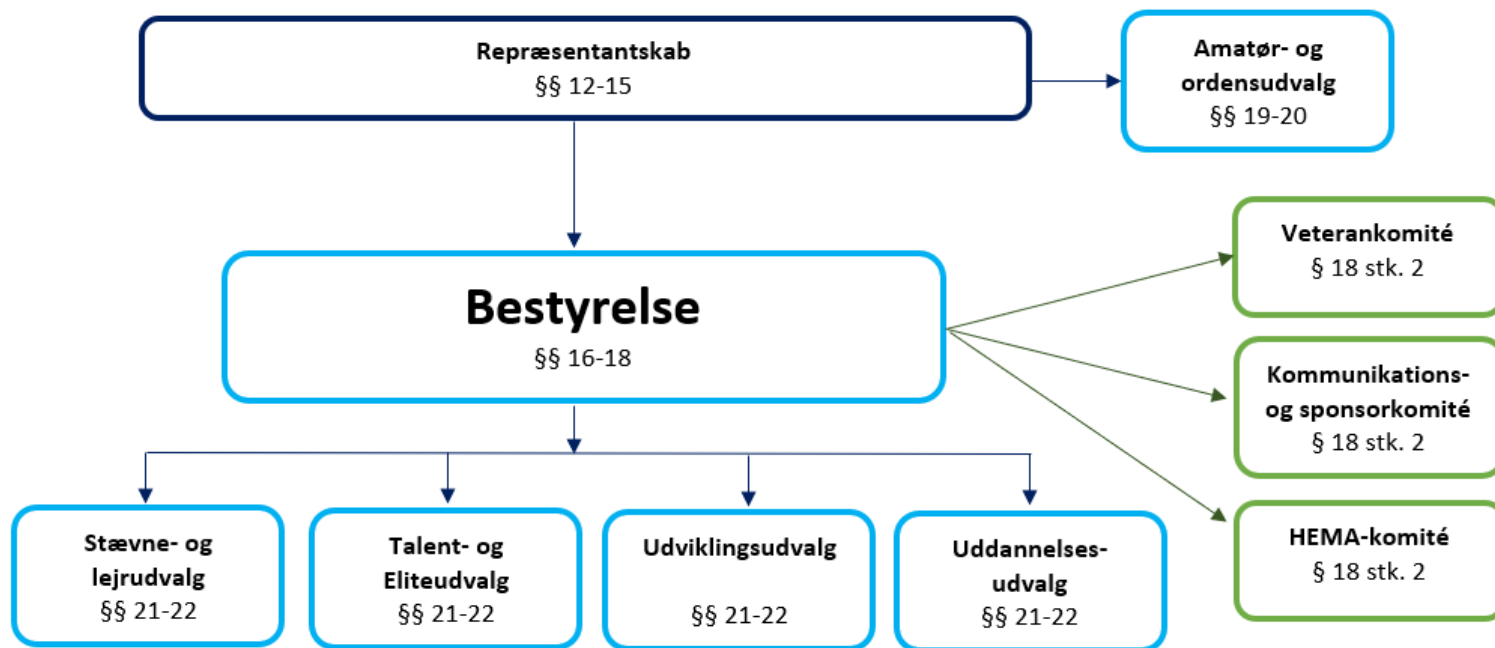 Repræsentantskab
§§ 12-15
Amatør- og
ordensudvalg
§§ 19-20
Bestyrelse
§§ 16-18
Veterankomité
§ 18 stk. 2
Kommunikations-
og sponsorkomité
§ 18 stk. 2
HEMA-komité
§ 18 stk. 2
Stævne- og
lejrudvalg
§§ 21-22
Talent- og
Eliteudvalg
§§ 21-22
Udviklingsudvalg
§§ 21-22
Uddannelses-
udvalg
§§ 21-22